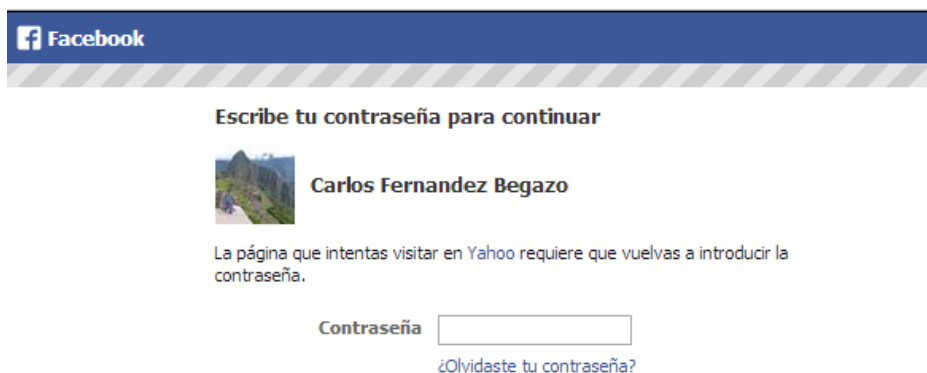 Facebook
Escribe tu contraseña para continuar
Carlos Fernandez Begazo
La página que intentas visitar en Yahoo requiere que vuelvas a introducir la
contraseña.
Contraseña
¿Olvidaste tu contraseña?